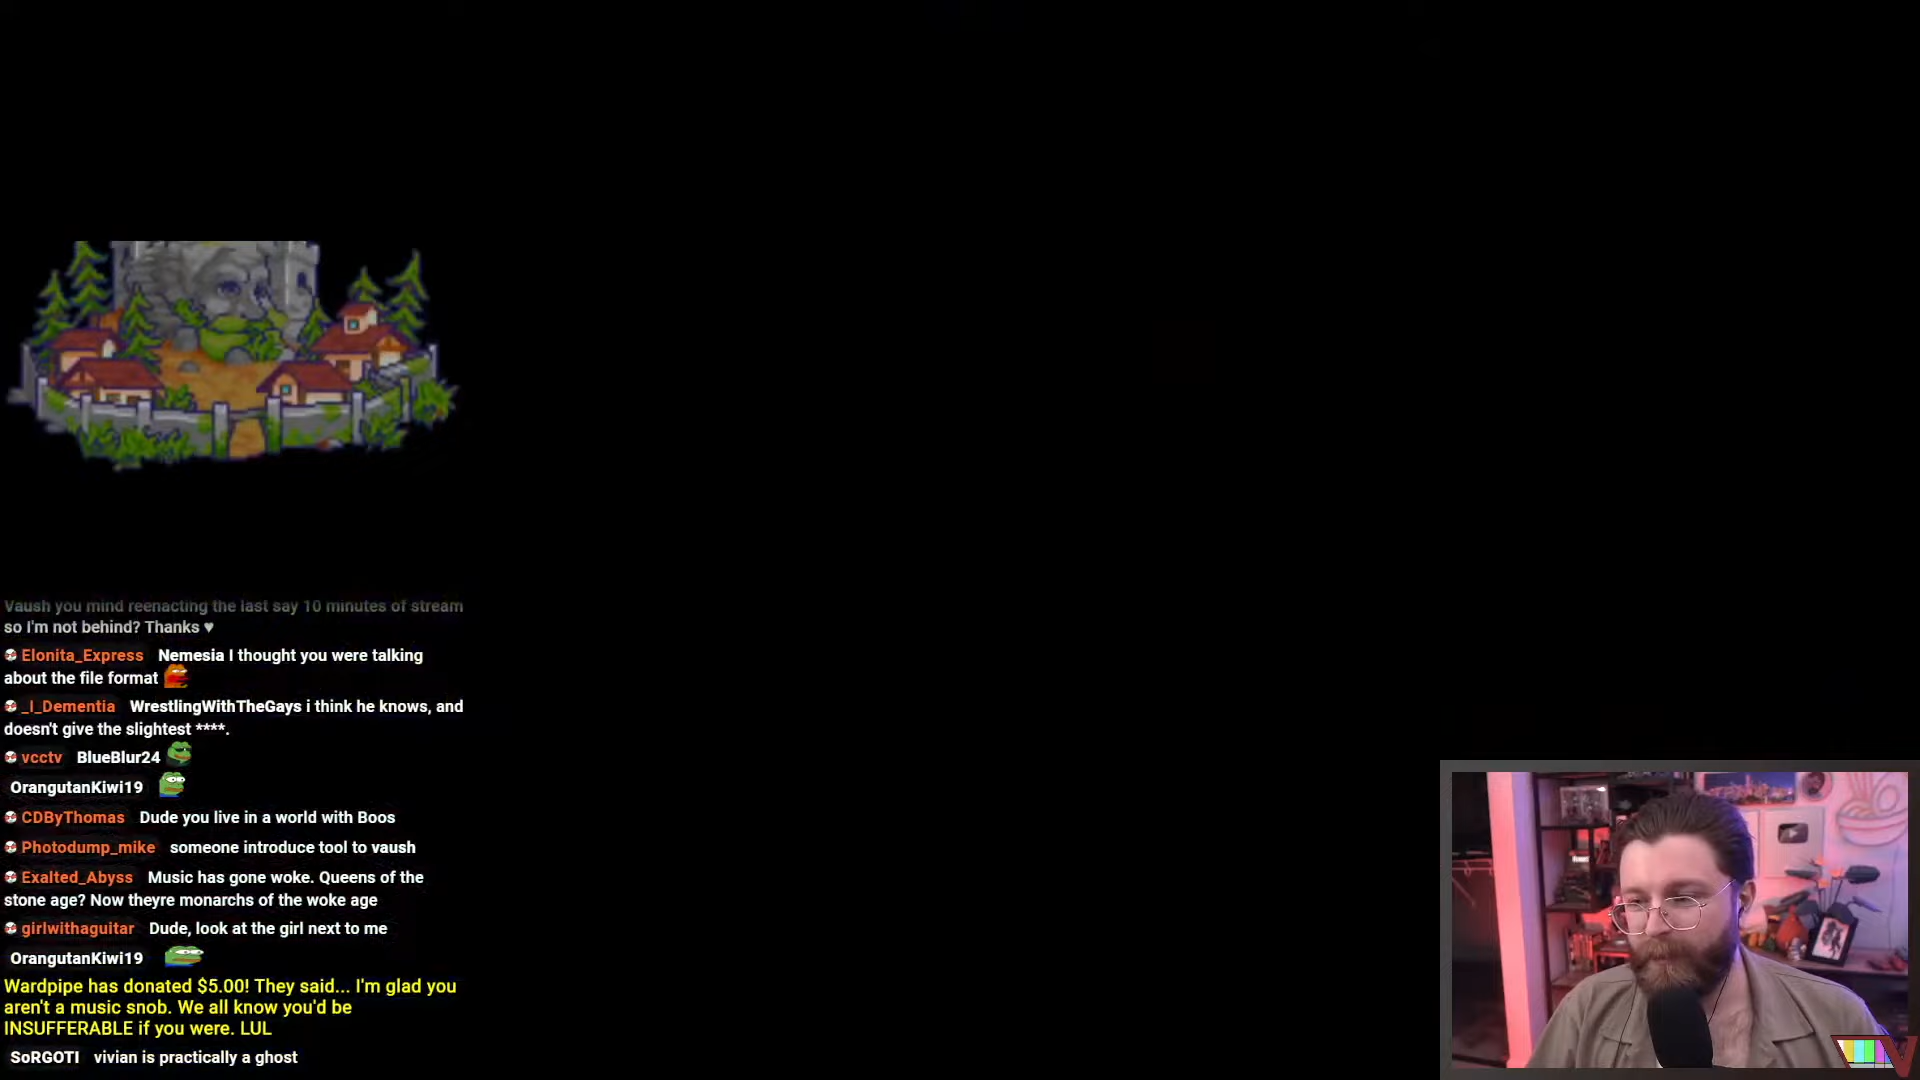 Vaush you mind reenacting the last say 10 minutes of stream
so I'm not behind? Thanks ♥
Elonita_Express Nemesia I thought you were talking
about the file format
_I_Dementia WrestlingWithTheGays i think he knows, and
doesn't give the slightest ****.
vcctv BlueBlur24
OrangutanKiwi19
CDByThomas Dude you live in a world with Boos
Photodump_mike someone introduce tool to vaush
Exalted_Abyss Music has gone woke. Queens of the
stone age? Now theyre monarchs of the woke age
girlwithaguitar Dude, look at the girl next to me
OrangutanKiwi19
Wardpipe has donated $5.00! They said... I'm glad you
aren't a music snob. We all know you'd be
INSUFFERABLE if you were. LUL
SoRGOTI vivian is practically a ghost